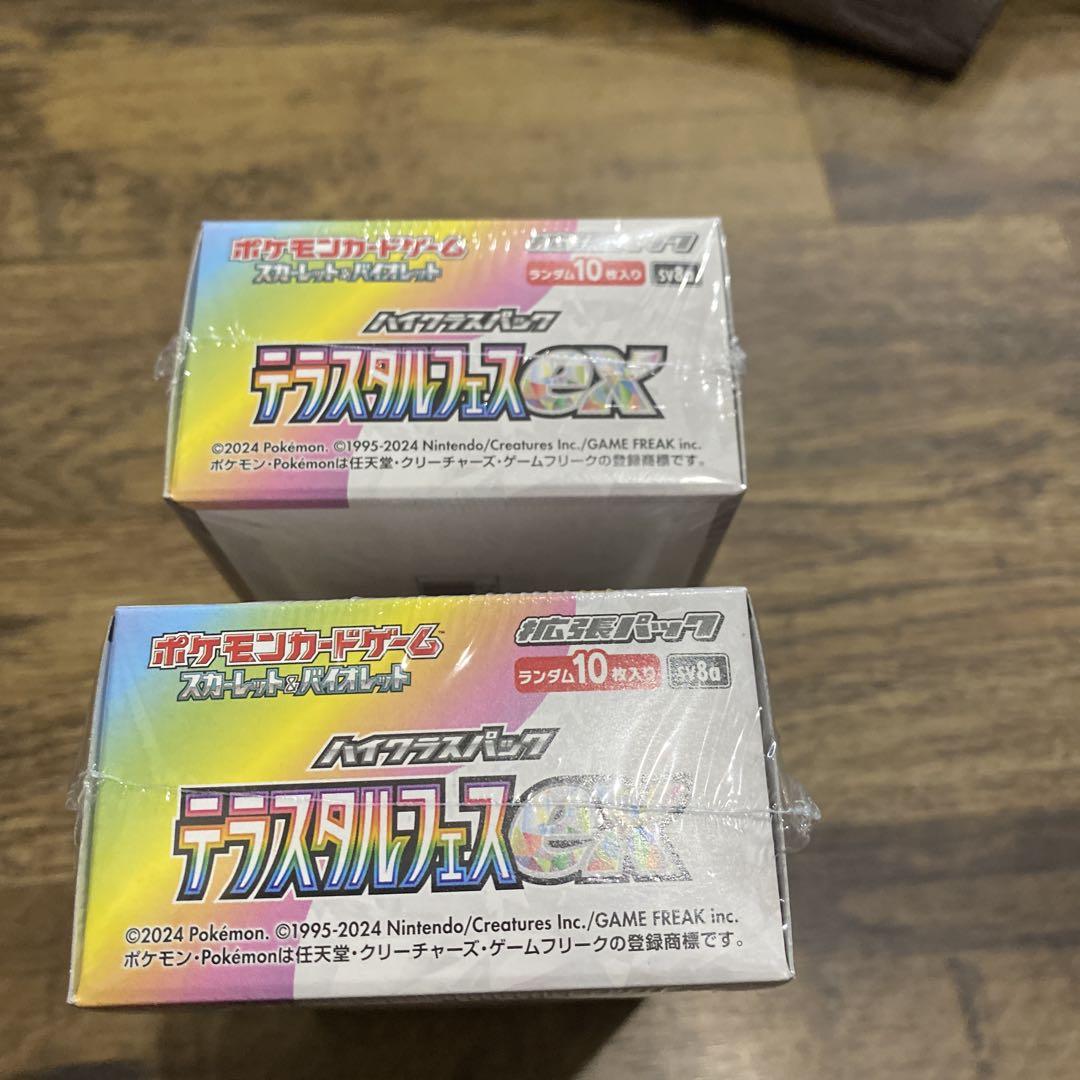 ポケモンカードゲーム
スカーレット&バイオレット
拡張パック
ランダム10枚入り
sv8a
ハイクラスパック
テラスタルフェスex
©2024 Pokémon. ©1995-2024 Nintendo/Creatures Inc./GAME FREAK inc.
ポケモン・Pokémonは任天堂・クリーチャーズ・ゲームフリークの登録商標です。
ポケモンカードゲーム™
スカーレット&バイオレット
拡張パック
ランダム10枚入り
sv8a
ハイクラスパック
テラスタルフェスex
©2024 Pokémon. ©1995-2024 Nintendo/Creatures Inc./GAME FREAK inc.
ポケモン・Pokémonは任天堂・クリーチャーズ・ゲームフリークの登録商標です。